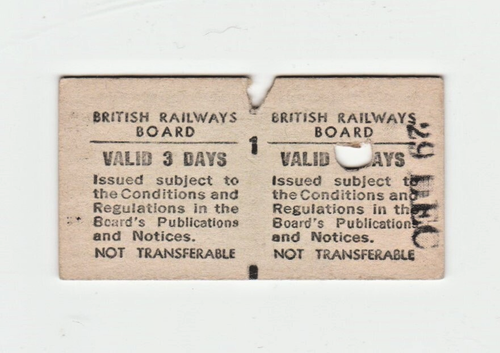 BRITISH RAILWAYS
BOARD
VALID 3 DAYS
Issued subject to
the Conditions and
Regulations in the
Board's Publications
and Notices.
NOT TRANSFERABLE
1
BRITISH RAILWAYS
BOARD
VALID DAYS
Issued subject to
the Conditions and
Regulations in the
Board's Publications
and Notices.
NOT TRANSFERABLE
29 DEC